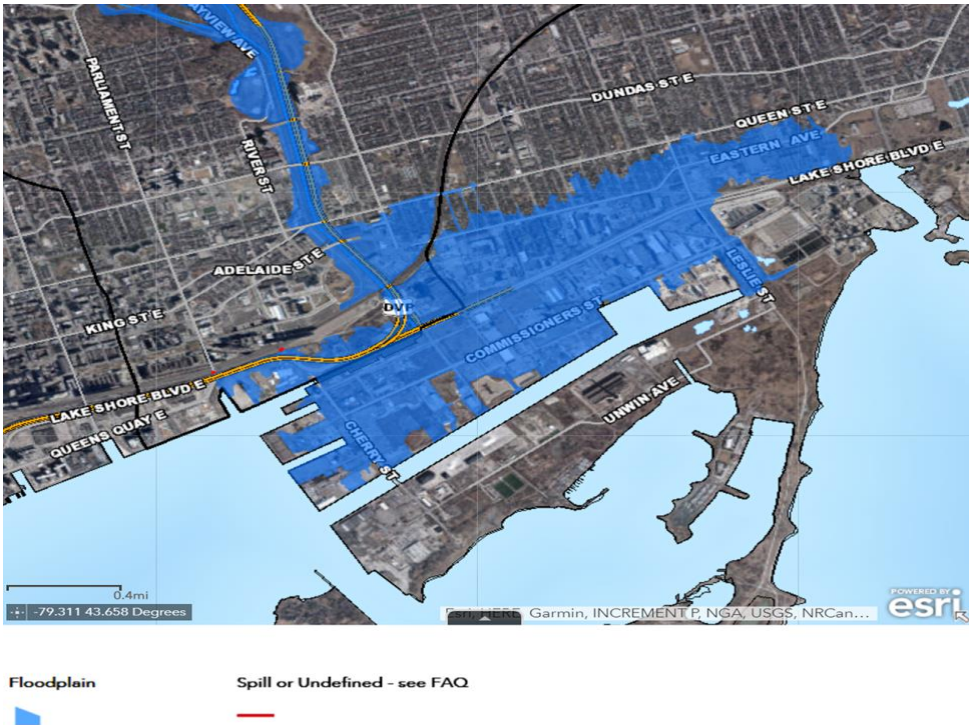 BAYVIEW AVE
PARLIAMENT ST
RIVER ST
DUNDAS ST E
QUEEN ST E
EASTERN AVE
LAKE SHORE BLVD E
ADELAIDE ST E
KING ST E
DVP
LESLIE ST
COMMISSIONERS ST
LAKE SHORE BLVD E
QUEENS QUAY E
CHERRY ST
UNWIN AVE
0.4mi
-79.311 43.658 Degrees
Esri, HERE, Garmin, INCREMENT P, NGA, USGS, NRCan...
POWERED BY
esri
Floodplain
Spill or Undefined - see FAQ